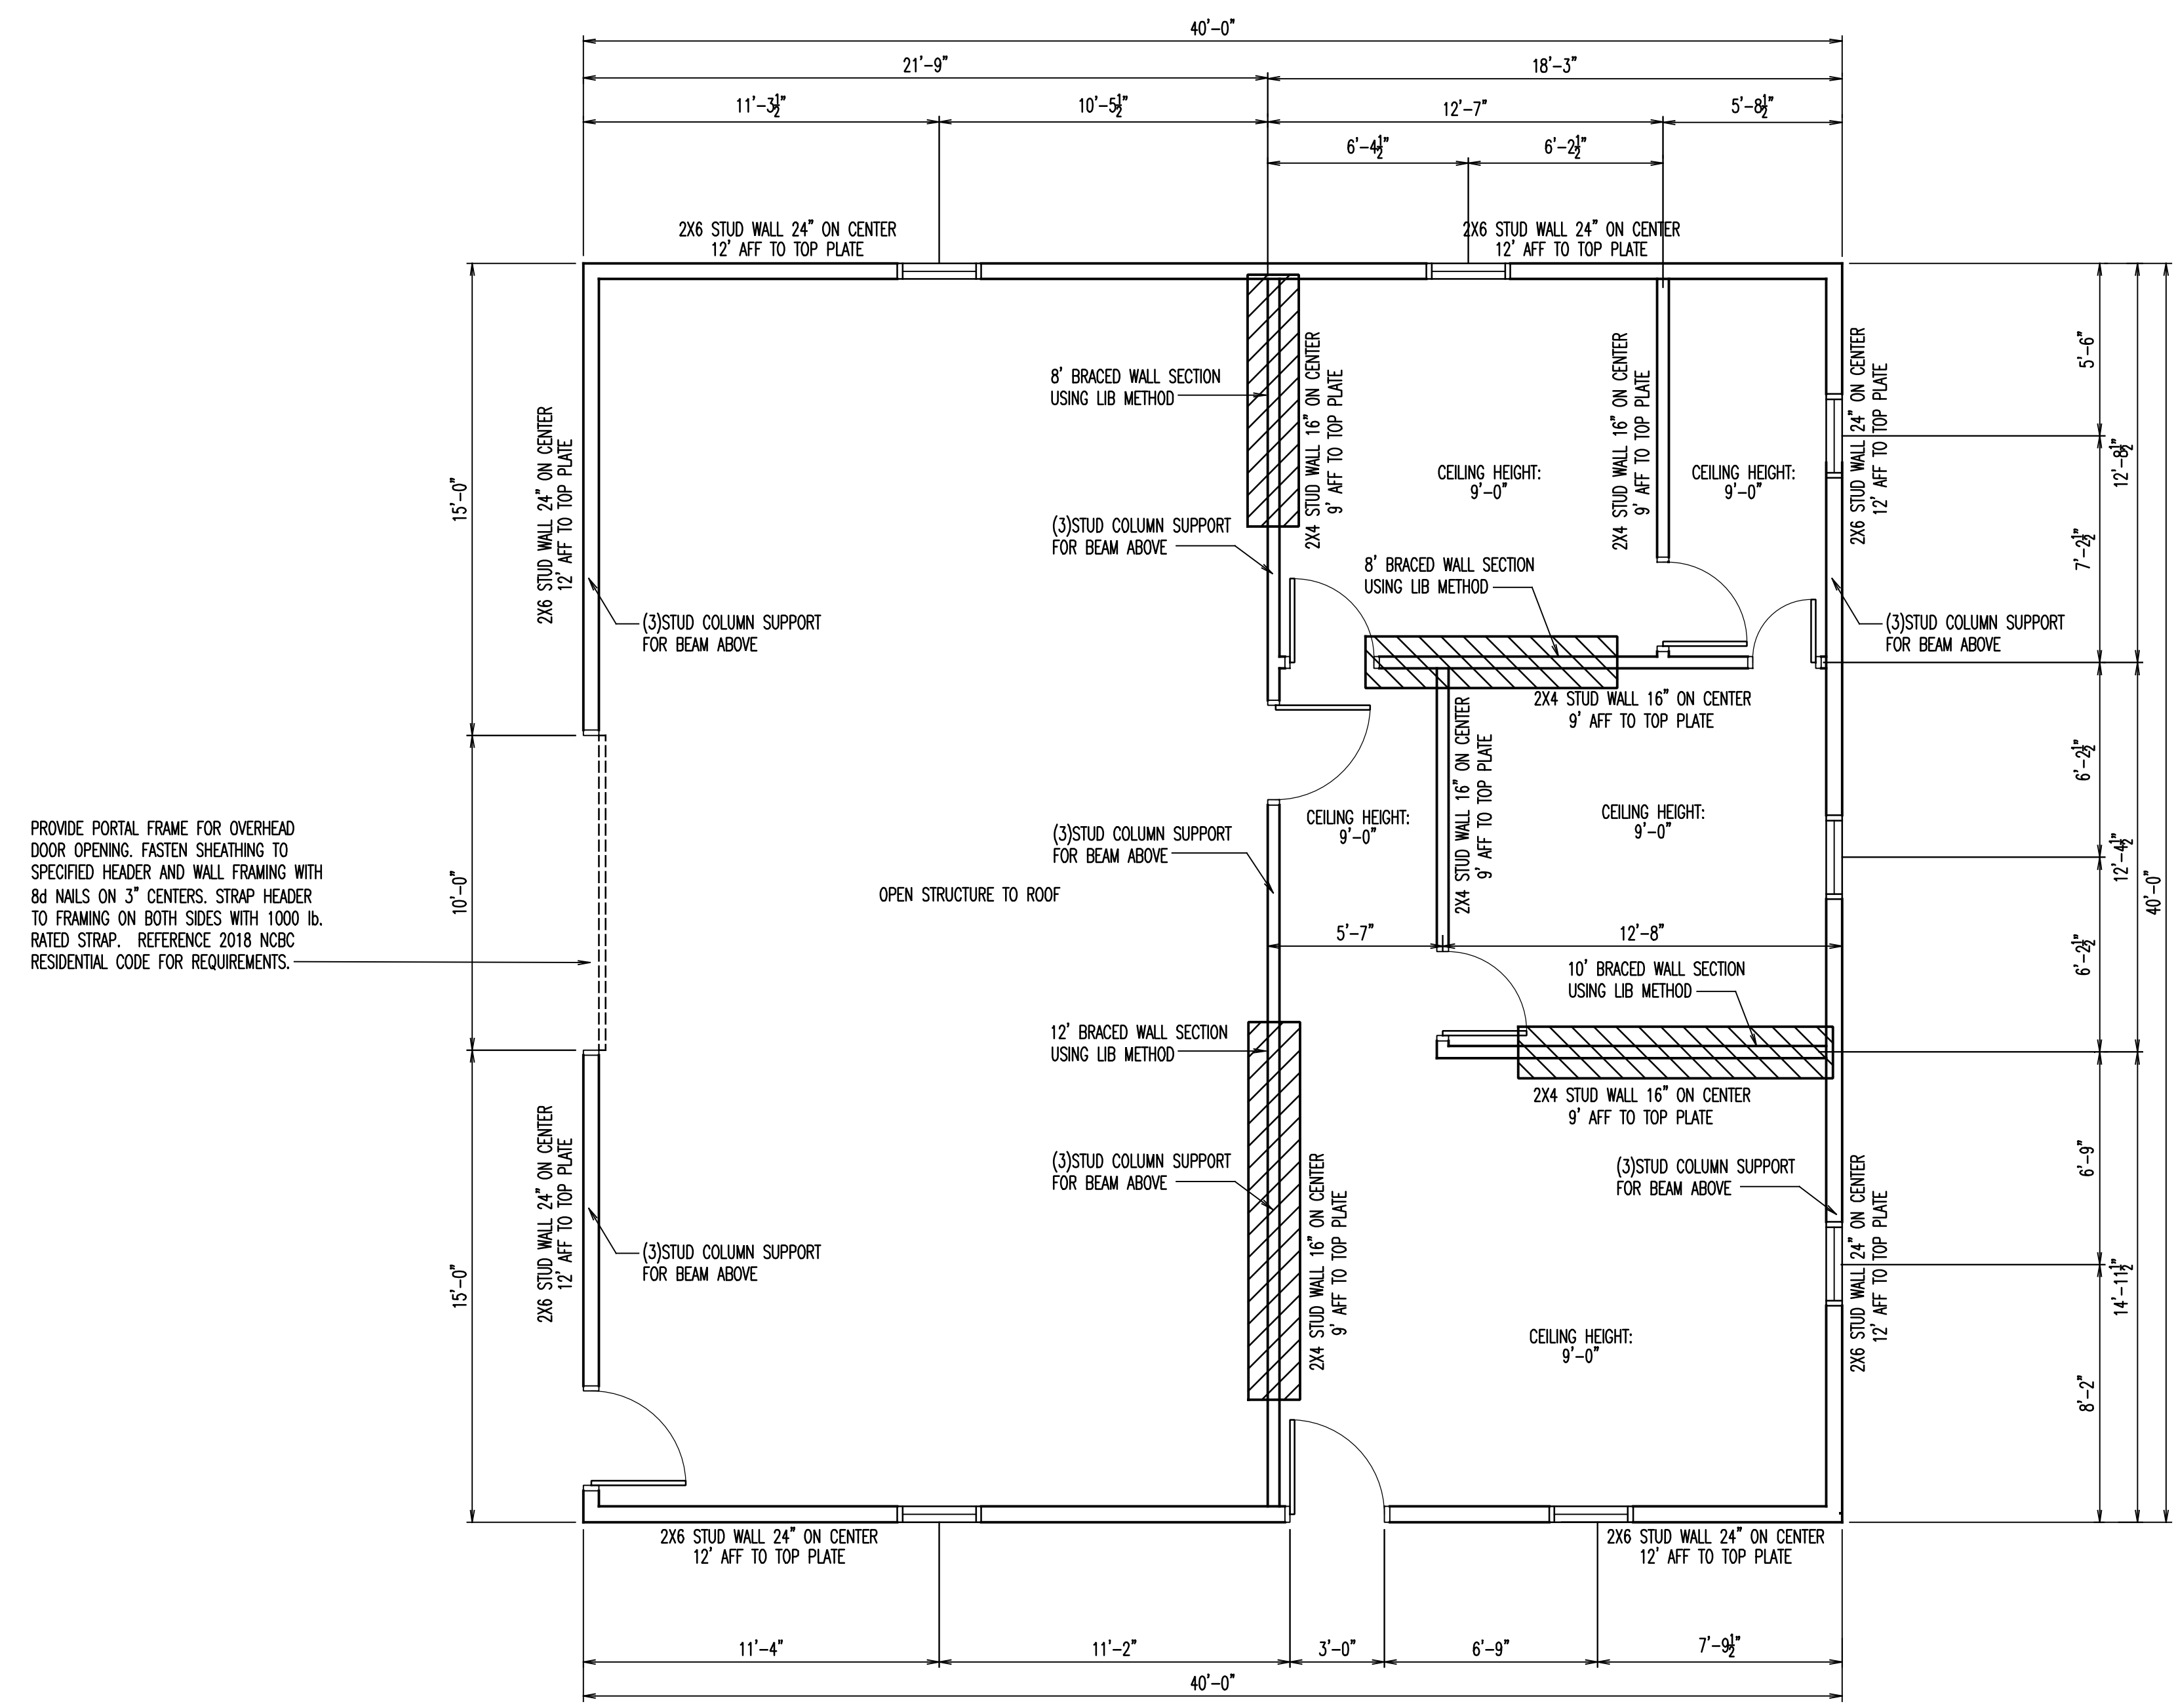 40'-0"
21'-9"
18'-3"
11'-3½"
10'-5½"
12'-7"
5'-8½"
6'-4½"
6'-2½"
2X6 STUD WALL 24" ON CENTER
12' AFF TO TOP PLATE
2X6 STUD WALL 24" ON CENTER
12' AFF TO TOP PLATE
15'-0"
10'-0"
15'-0"
2X6 STUD WALL 24" ON CENTER
12' AFF TO TOP PLATE
8' BRACED WALL SECTION
USING LIB METHOD
2X4 STUD WALL 16" ON CENTER
9' AFF TO TOP PLATE
CEILING HEIGHT:
9'-0"
2X4 STUD WALL 16" ON CENTER
9' AFF TO TOP PLATE
CEILING HEIGHT:
9'-0"
2X6 STUD WALL 24" ON CENTER
12' AFF TO TOP PLATE
(3)STUD COLUMN SUPPORT
FOR BEAM ABOVE
8' BRACED WALL SECTION
USING LIB METHOD
(3)STUD COLUMN SUPPORT
FOR BEAM ABOVE
(3)STUD COLUMN SUPPORT
FOR BEAM ABOVE
2X4 STUD WALL 16" ON CENTER
9' AFF TO TOP PLATE
2X4 STUD WALL 16" ON CENTER
9' AFF TO TOP PLATE
PROVIDE PORTAL FRAME FOR OVERHEAD
DOOR OPENING. FASTEN SHEATHING TO
SPECIFIED HEADER AND WALL FRAMING WITH
8d NAILS ON 3" CENTERS. STRAP HEADER
TO FRAMING ON BOTH SIDES WITH 1000 lb.
RATED STRAP. REFERENCE 2018 NCBC
RESIDENTIAL CODE FOR REQUIREMENTS.
OPEN STRUCTURE TO ROOF
(3)STUD COLUMN SUPPORT
FOR BEAM ABOVE
CEILING HEIGHT:
9'-0"
CEILING HEIGHT:
9'-0"
5'-7"
12'-8"
10' BRACED WALL SECTION
USING LIB METHOD
12' BRACED WALL SECTION
USING LIB METHOD
2X4 STUD WALL 16" ON CENTER
9' AFF TO TOP PLATE
2X6 STUD WALL 24" ON CENTER
12' AFF TO TOP PLATE
(3)STUD COLUMN SUPPORT
FOR BEAM ABOVE
(3)STUD COLUMN SUPPORT
FOR BEAM ABOVE
2X4 STUD WALL 16" ON CENTER
9' AFF TO TOP PLATE
(3)STUD COLUMN SUPPORT
FOR BEAM ABOVE
2X6 STUD WALL 24" ON CENTER
12' AFF TO TOP PLATE
CEILING HEIGHT:
9'-0"
5'-6"
7'-2½"
6'-2½"
6'-2½"
6'-9"
8'-2"
12'-8½"
12'-4½"
14'-11½"
40'-0"
2X6 STUD WALL 24" ON CENTER
12' AFF TO TOP PLATE
2X6 STUD WALL 24" ON CENTER
12' AFF TO TOP PLATE
11'-4"
11'-2"
3'-0"
6'-9"
7'-9½"
40'-0"